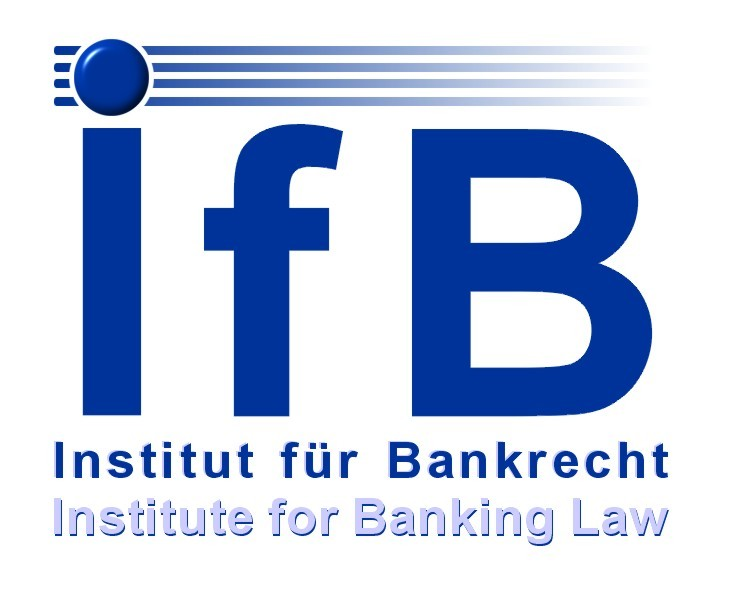 IfB
Institut für Bankrecht
Institute for Banking Law